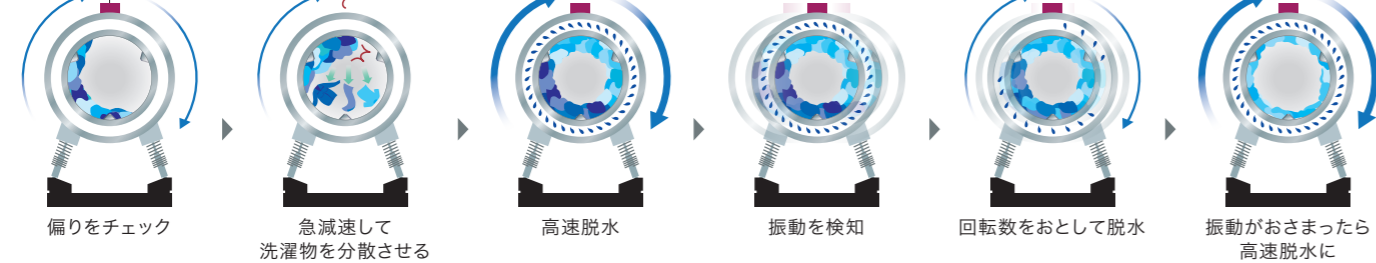 偏りをチェック
急減速して
洗濯物を分散させる
高速脱水
振動を検知
回転数をおとして脱水
振動がおさまったら
高速脱水に